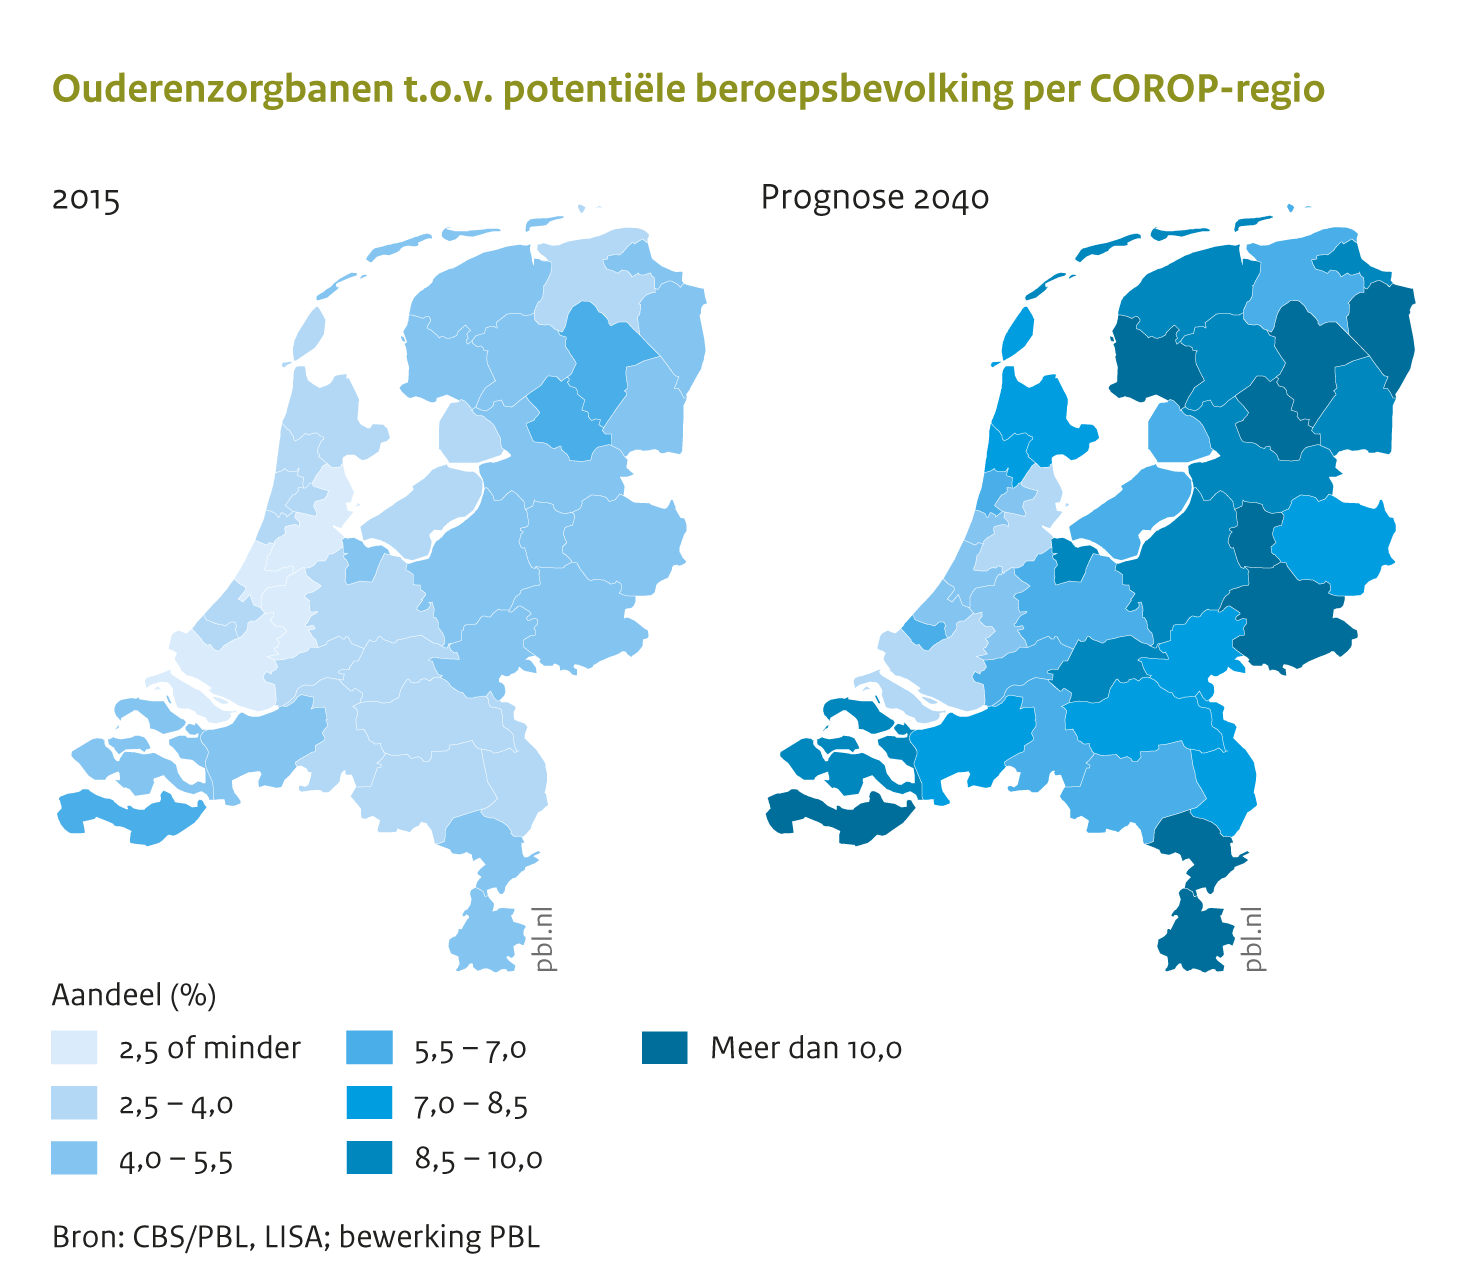 Ouderenzorgbanen t.o.v. potentiële beroepsbevolking per COROP-regio
2015
Prognose 2040
pbl.nl
pbl.nl
Aandeel (%)
2,5 of minder
2,5 – 4,0
4,0 – 5,5
5,5 – 7,0
7,0 – 8,5
8,5 – 10,0
Meer dan 10,0
Bron: CBS/PBL, LISA; bewerking PBL